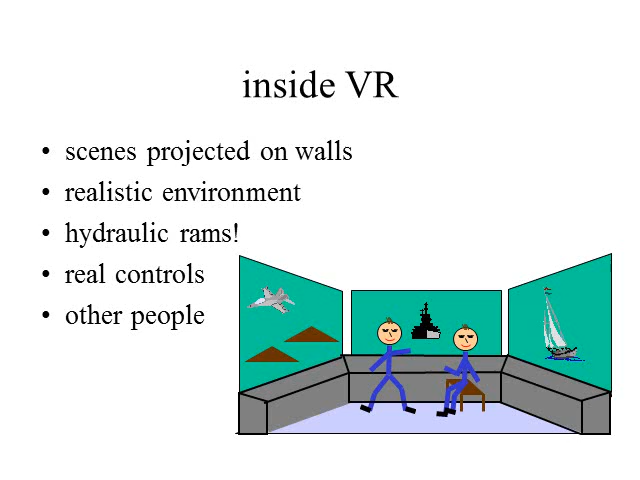 inside VR
• scenes projected on walls
• realistic environment
• hydraulic rams!
• real controls
• other people